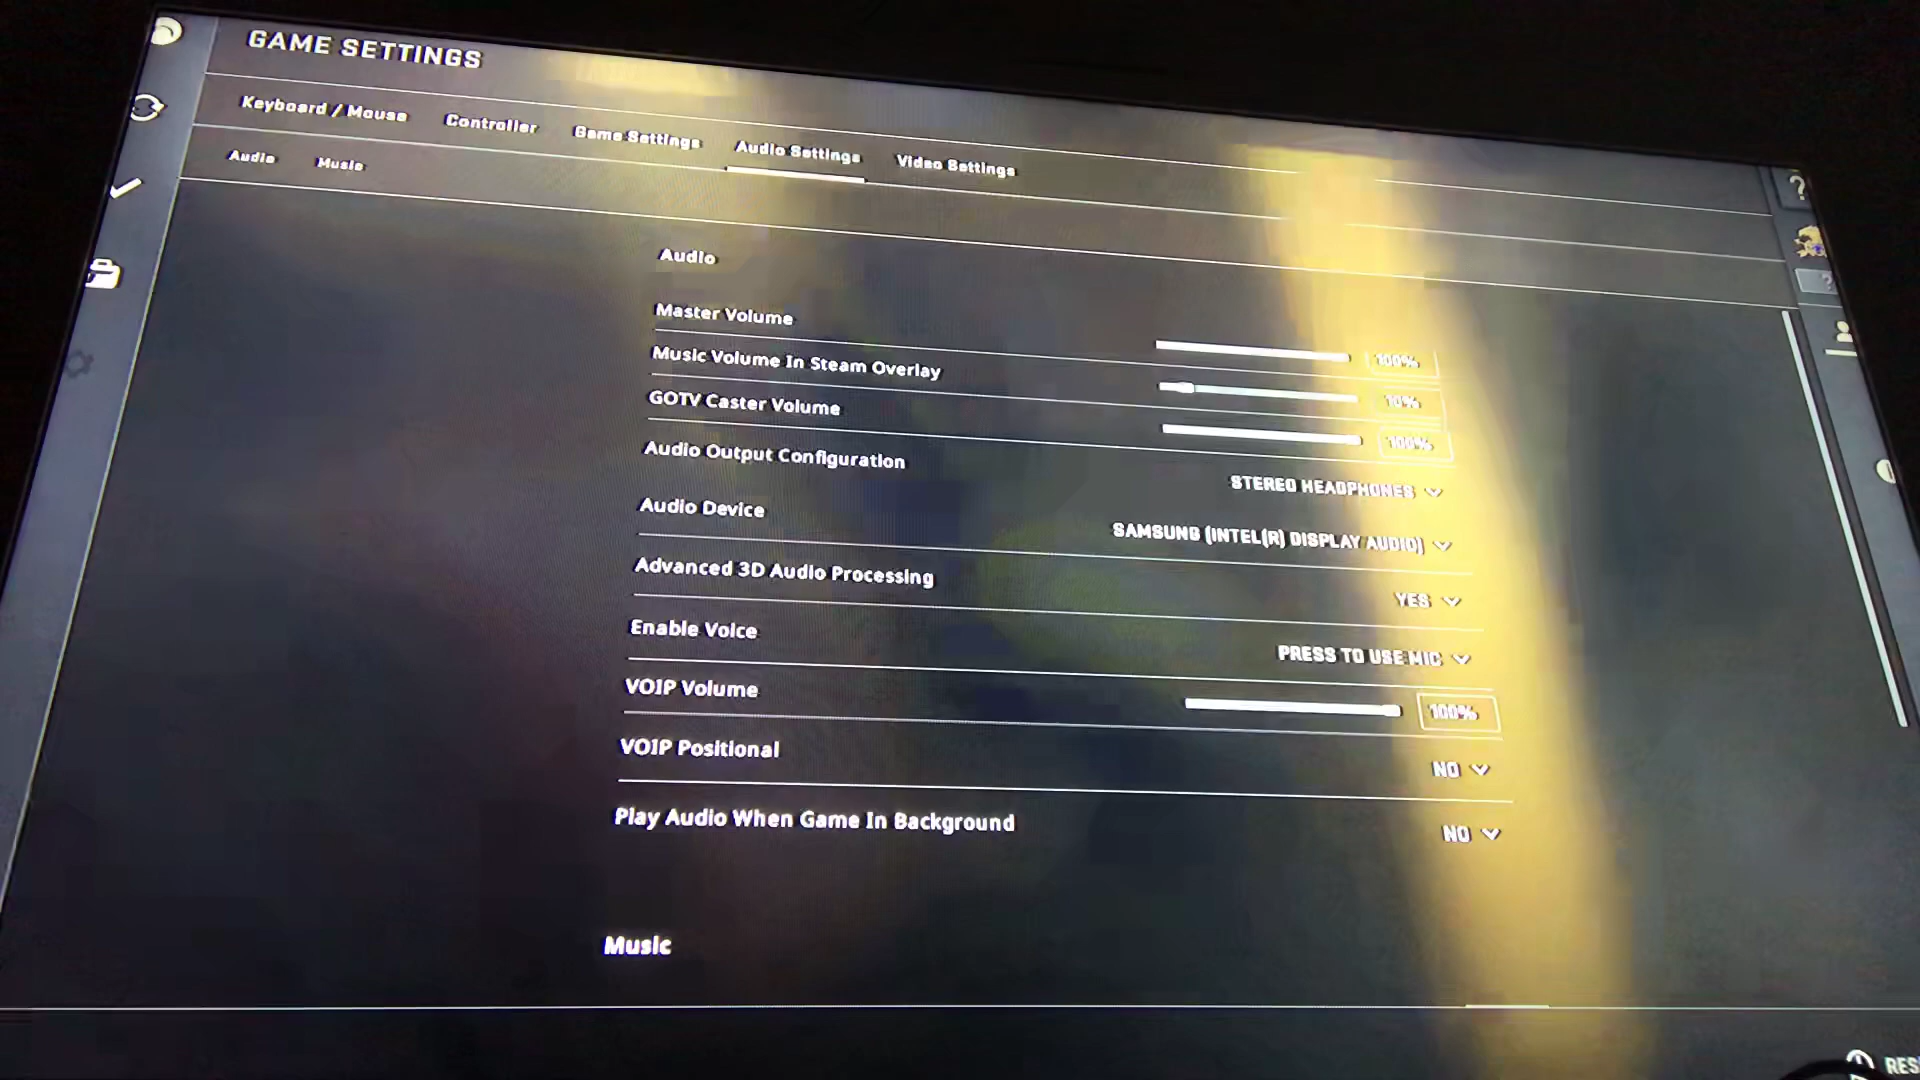 GAME SETTINGS
Keyboard / Mouse Controller Game Settings Audio Settings Video Settings
Audio Music
?
?
Audio
Master Volume 100%
Music Volume In Steam Overlay 10%
GOTV Caster Volume 100%
Audio Output Configuration STEREO HEADPHONES
Audio Device SAMSUNG (INTEL(R) DISPLAY AUDIO)
Advanced 3D Audio Processing YES
Enable Voice PRESS TO USE MIC
VOIP Volume 100%
VOIP Positional NO
Play Audio When Game In Background NO
Music
RES